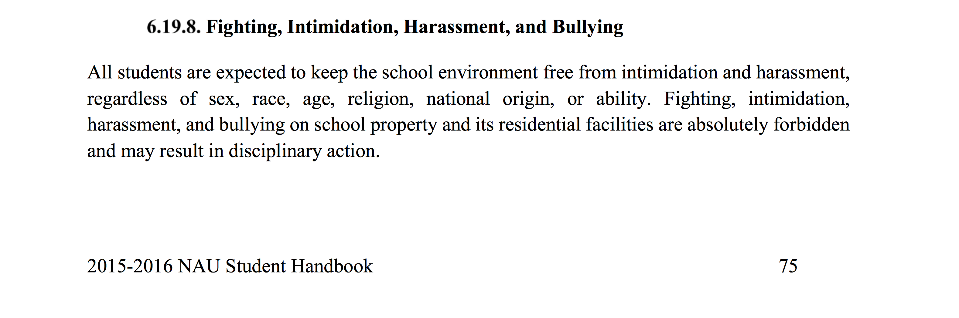 6.19.8. Fighting, Intimidation, Harassment, and Bullying
All students are expected to keep the school environment free from intimidation and harassment,
regardless of sex, race, age, religion, national origin, or ability. Fighting, intimidation,
harassment, and bullying on school property and its residential facilities are absolutely forbidden
and may result in disciplinary action.
2015-2016 NAU Student Handbook 75